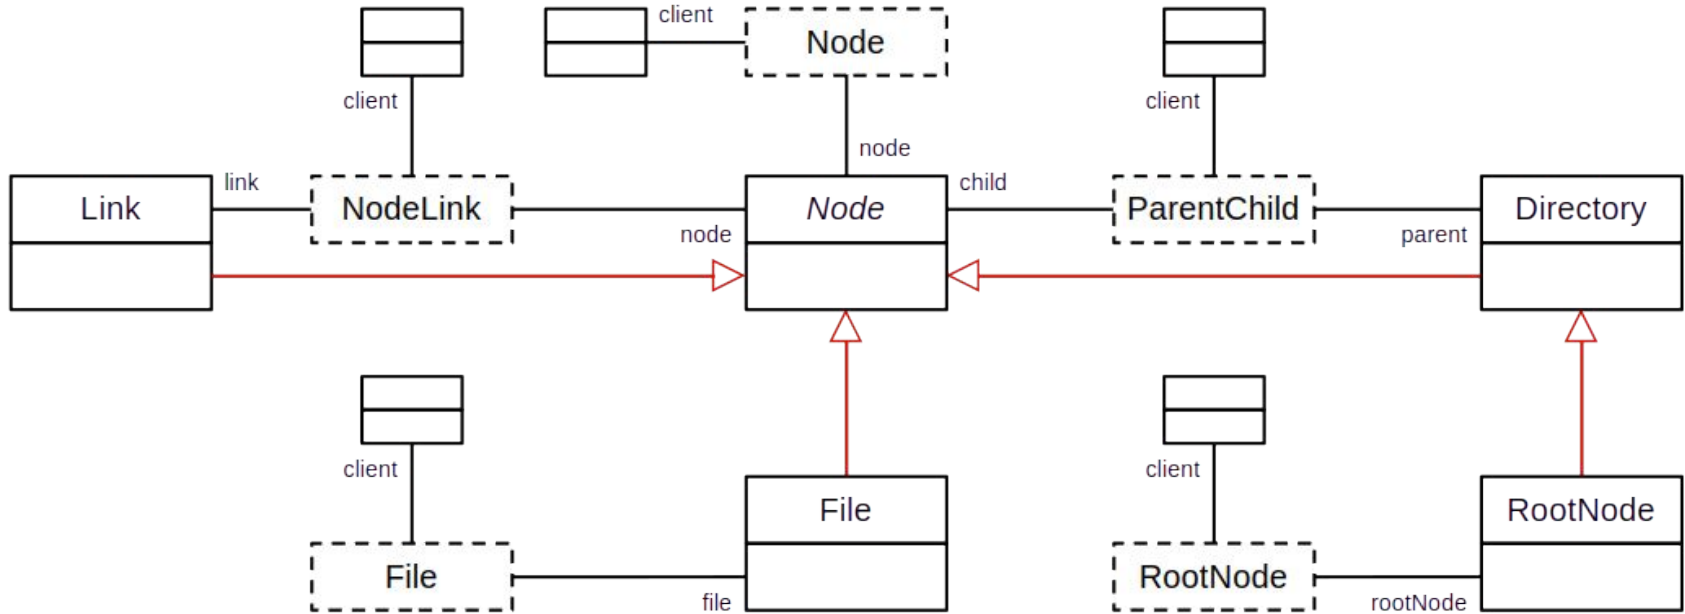 client
Node
client
client
node
Link
link
NodeLink
node
Node
child
ParentChild
parent
Directory
client
File
file
File
client
RootNode
rootNode
RootNode